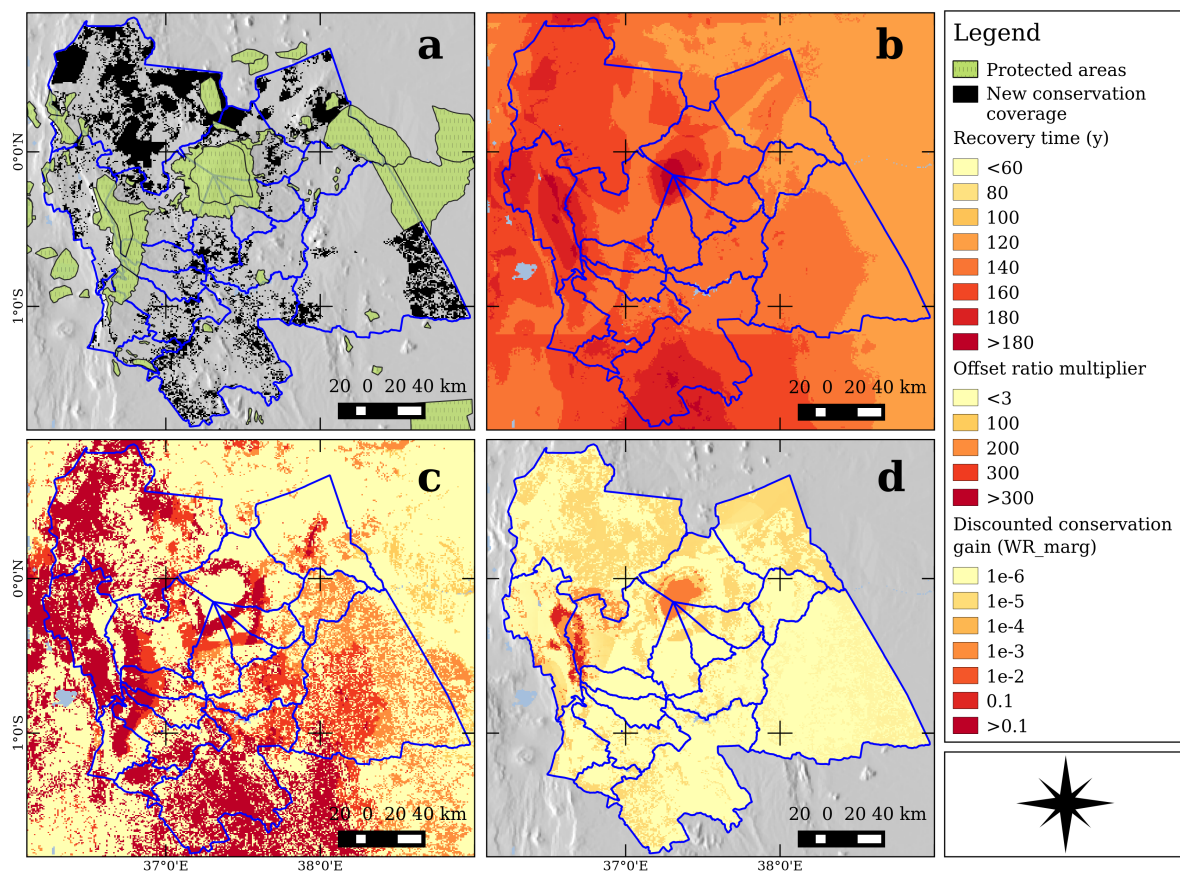 a
0°0'N
1°0'S
20 0 20 40 km
b
20 0 20 40 km
c
0°0'N
1°0'S
20 0 20 40 km
37°0'E
38°0'E
d
20 0 20 40 km
37°0'E
38°0'E
Legend
Protected areas
New conservation
coverage
Recovery time (y)
<60
80
100
120
140
160
180
>180
Offset ratio multiplier
<3
100
200
300
>300
Discounted conservation
gain (WR_marg)
1e-6
1e-5
1e-4
1e-3
1e-2
0.1
>0.1